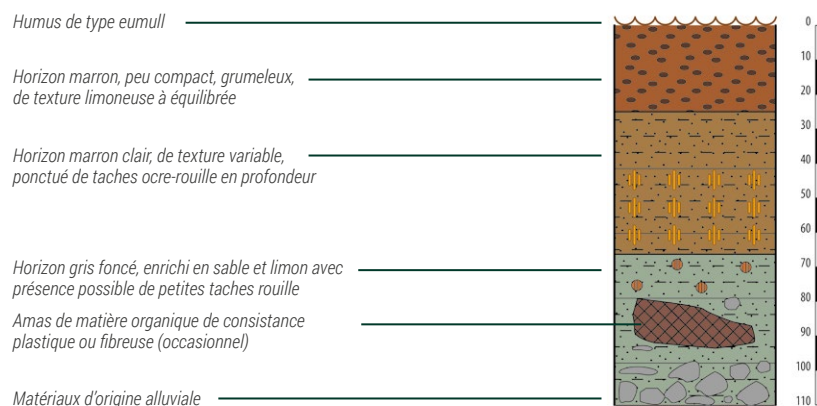 Humus de type eumull
Horizon marron, peu compact, grumeleux,
de texture limoneuse à équilibrée
Horizon marron clair, de texture variable,
ponctué de taches ocre-rouille en profondeur
Horizon gris foncé, enrichi en sable et limon avec
présence possible de petites taches rouille
Amas de matière organique de consistance
plastique ou fibreuse (occasionnel)
Matériaux d'origine alluviale
0
10
20
30
40
50
60
70
80
90
100
110